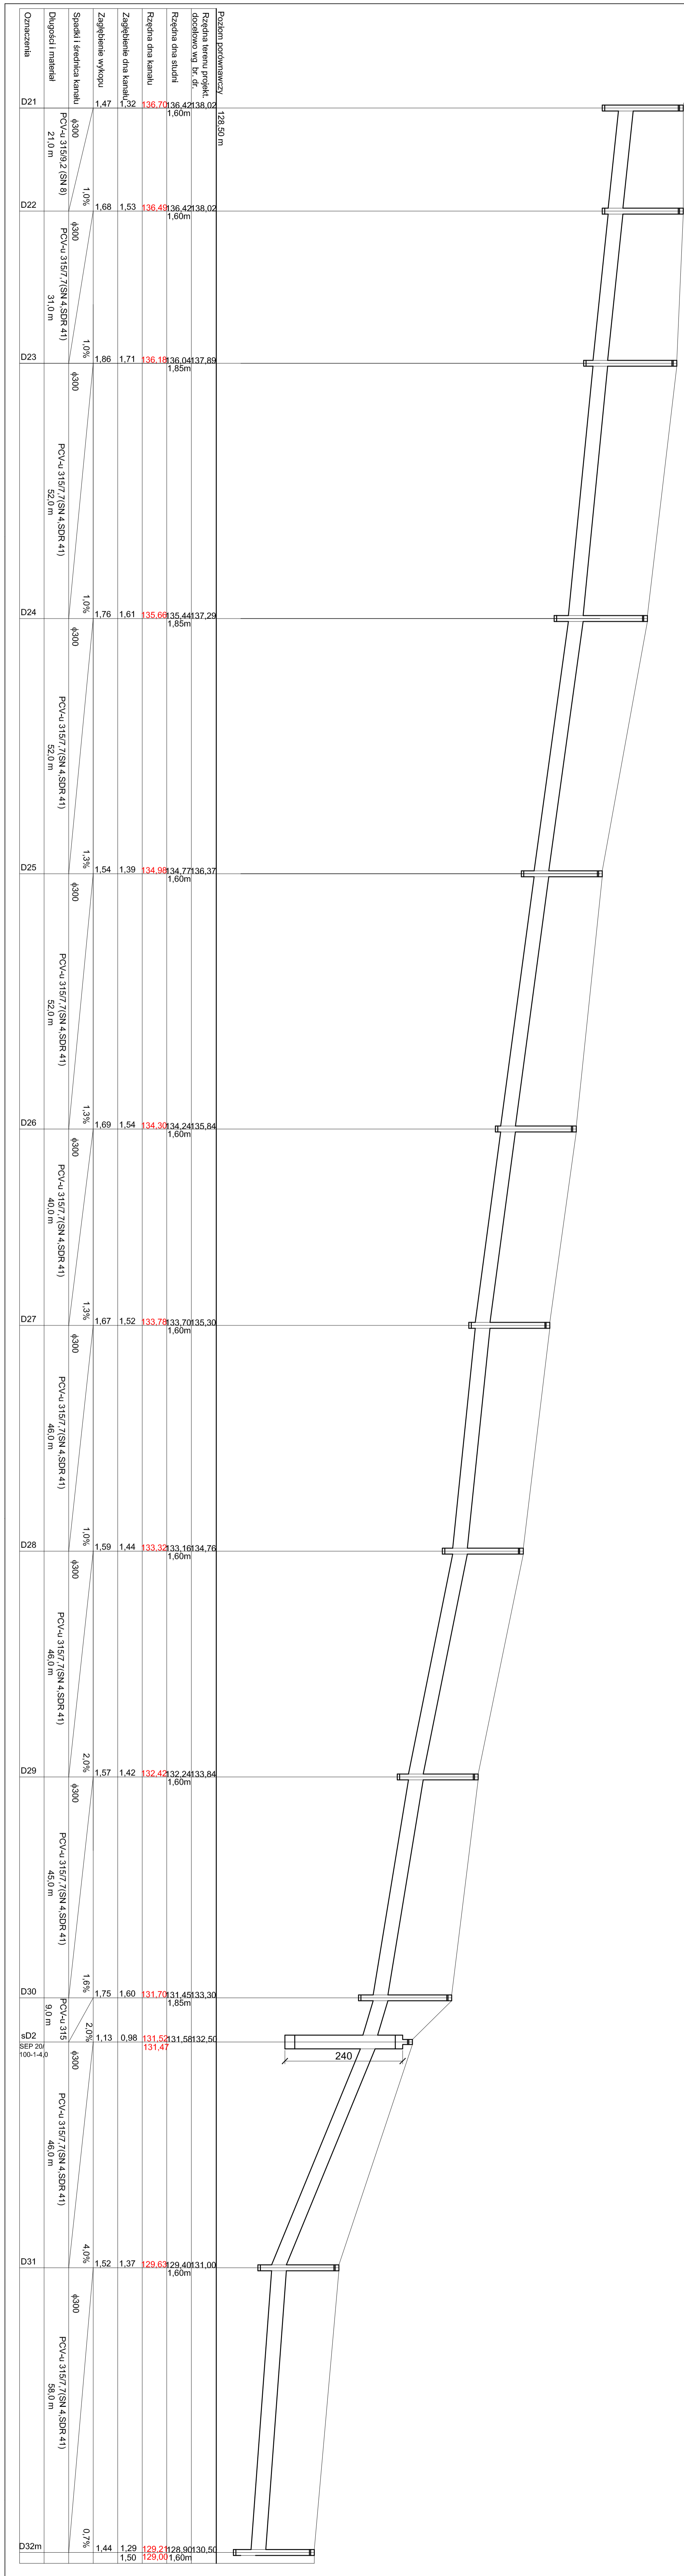 Poziom porównawczy 128,50 m
Rzędna terenu projekt.
docelowo wg. br. dr.
Rzędna dna studni
Rzędna dna kanału
Zagłębienie dna kanału
Zagłębienie wykopu
Spadki i średnica kanału
Długości i materiał
Oznaczenia
D21 1,47 1,32 136,70 136,42 138,02
1,60m
ϕ300 1,0%
PCV-u 315/9,2 (SN 8)
21,0 m
D22 1,68 1,53 136,49 136,42 138,02
1,60m
ϕ300 1,0%
PCV-u 315/7,7(SN 4,SDR 41)
31,0 m
D23 1,86 1,71 136,18 136,04 137,89
1,85m
ϕ300 1,0%
PCV-u 315/7,7(SN 4,SDR 41)
52,0 m
D24 1,76 1,61 135,66 135,44 137,29
1,85m
ϕ300 1,3%
PCV-u 315/7,7(SN 4,SDR 41)
52,0 m
D25 1,54 1,39 134,98 134,77 136,37
1,60m
ϕ300 1,3%
PCV-u 315/7,7(SN 4,SDR 41)
52,0 m
D26 1,69 1,54 134,30 134,24 135,84
1,60m
ϕ300 1,3%
PCV-u 315/7,7(SN 4,SDR 41)
40,0 m
D27 1,67 1,52 133,78 133,70 135,30
1,60m
ϕ300 1,0%
PCV-u 315/7,7(SN 4,SDR 41)
46,0 m
D28 1,59 1,44 133,32 133,16 134,76
1,60m
ϕ300 2,0%
PCV-u 315/7,7(SN 4,SDR 41)
46,0 m
D29 1,57 1,42 132,42 132,24 133,84
1,60m
ϕ300 1,6%
PCV-u 315/7,7(SN 4,SDR 41)
45,0 m
D30 1,75 1,60 131,70 131,45 133,30
1,85m
2,0%
PCV-u 315
9,0 m
sD2 1,13 0,98 131,52 131,58 132,50
SEP 20/
100-1-4,0
131,47
240
ϕ300 4,0%
PCV-u 315/7,7(SN 4,SDR 41)
46,0 m
D31 1,52 1,37 129,63 129,40 131,00
1,60m
ϕ300 0,7%
PCV-u 315/7,7(SN 4,SDR 41)
58,0 m
D32m 1,44 1,29 129,21 128,90 130,50
1,50 129,00 1,60m